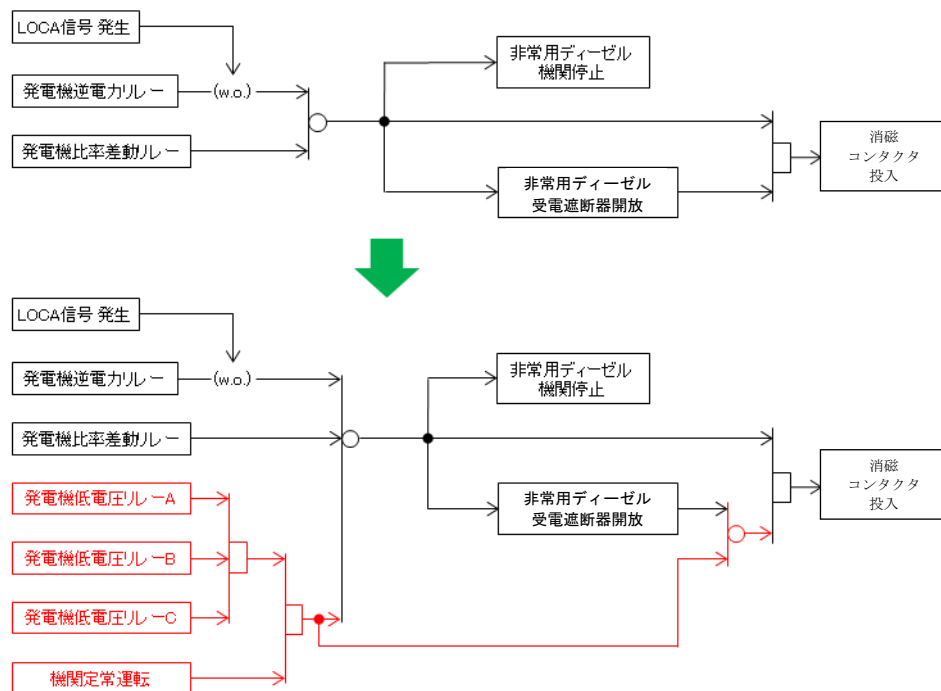 LOCA信号 発生
非常用ディーゼル
機関停止
発電機逆電力リレー
(w.o.)
発電機比率差動リレー
消磁
コンタクタ
投入
非常用ディーゼル
受電遮断器開放
LOCA信号 発生
発電機逆電力リレー
(w.o.)
非常用ディーゼル
機関停止
発電機比率差動リレー
消磁
コンタクタ
投入
発電機低電圧リレーA
非常用ディーゼル
受電遮断器開放
発電機低電圧リレーB
発電機低電圧リレーC
機関定常運転